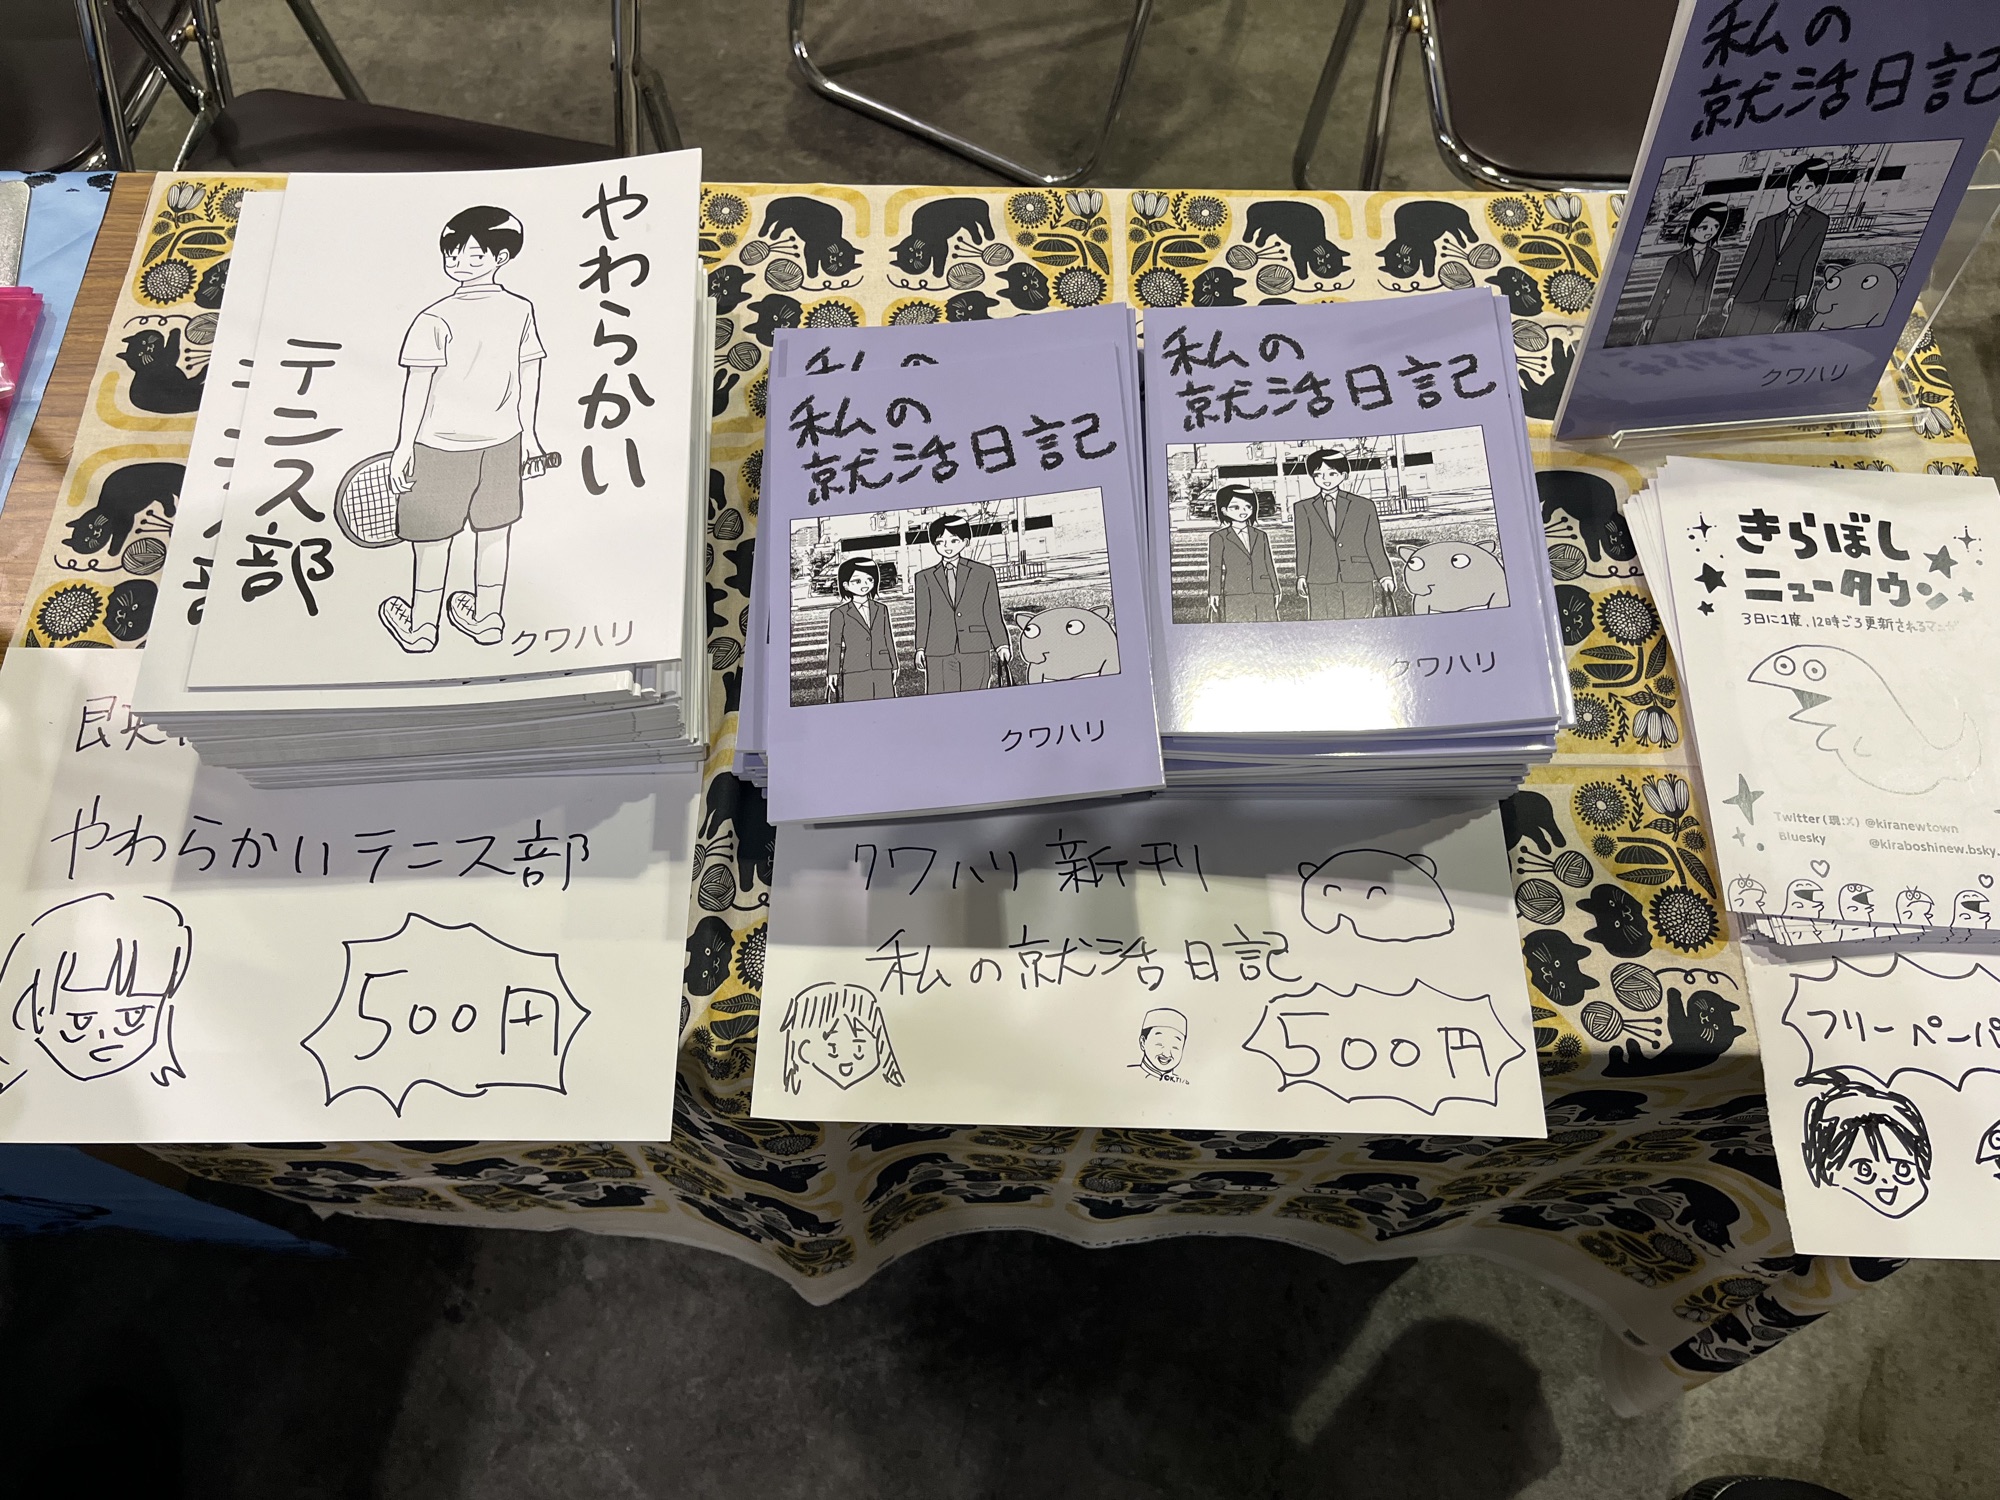 やわらかい
テニス部
クワハリ
私の
就活日記
クワハリ
私の
就活日記
クワハリ
私の
就活日記
クワハリ
きらぼし
ニュータウン
3日に1度、12時ごろ更新される
Twitter(現:X) @kiranewtown
Bluesky
@kiraboshinew.bsky.
やわらかいテニス部
500円
クワハリ 新刊
私の就活日記
500円
フリーペーパ